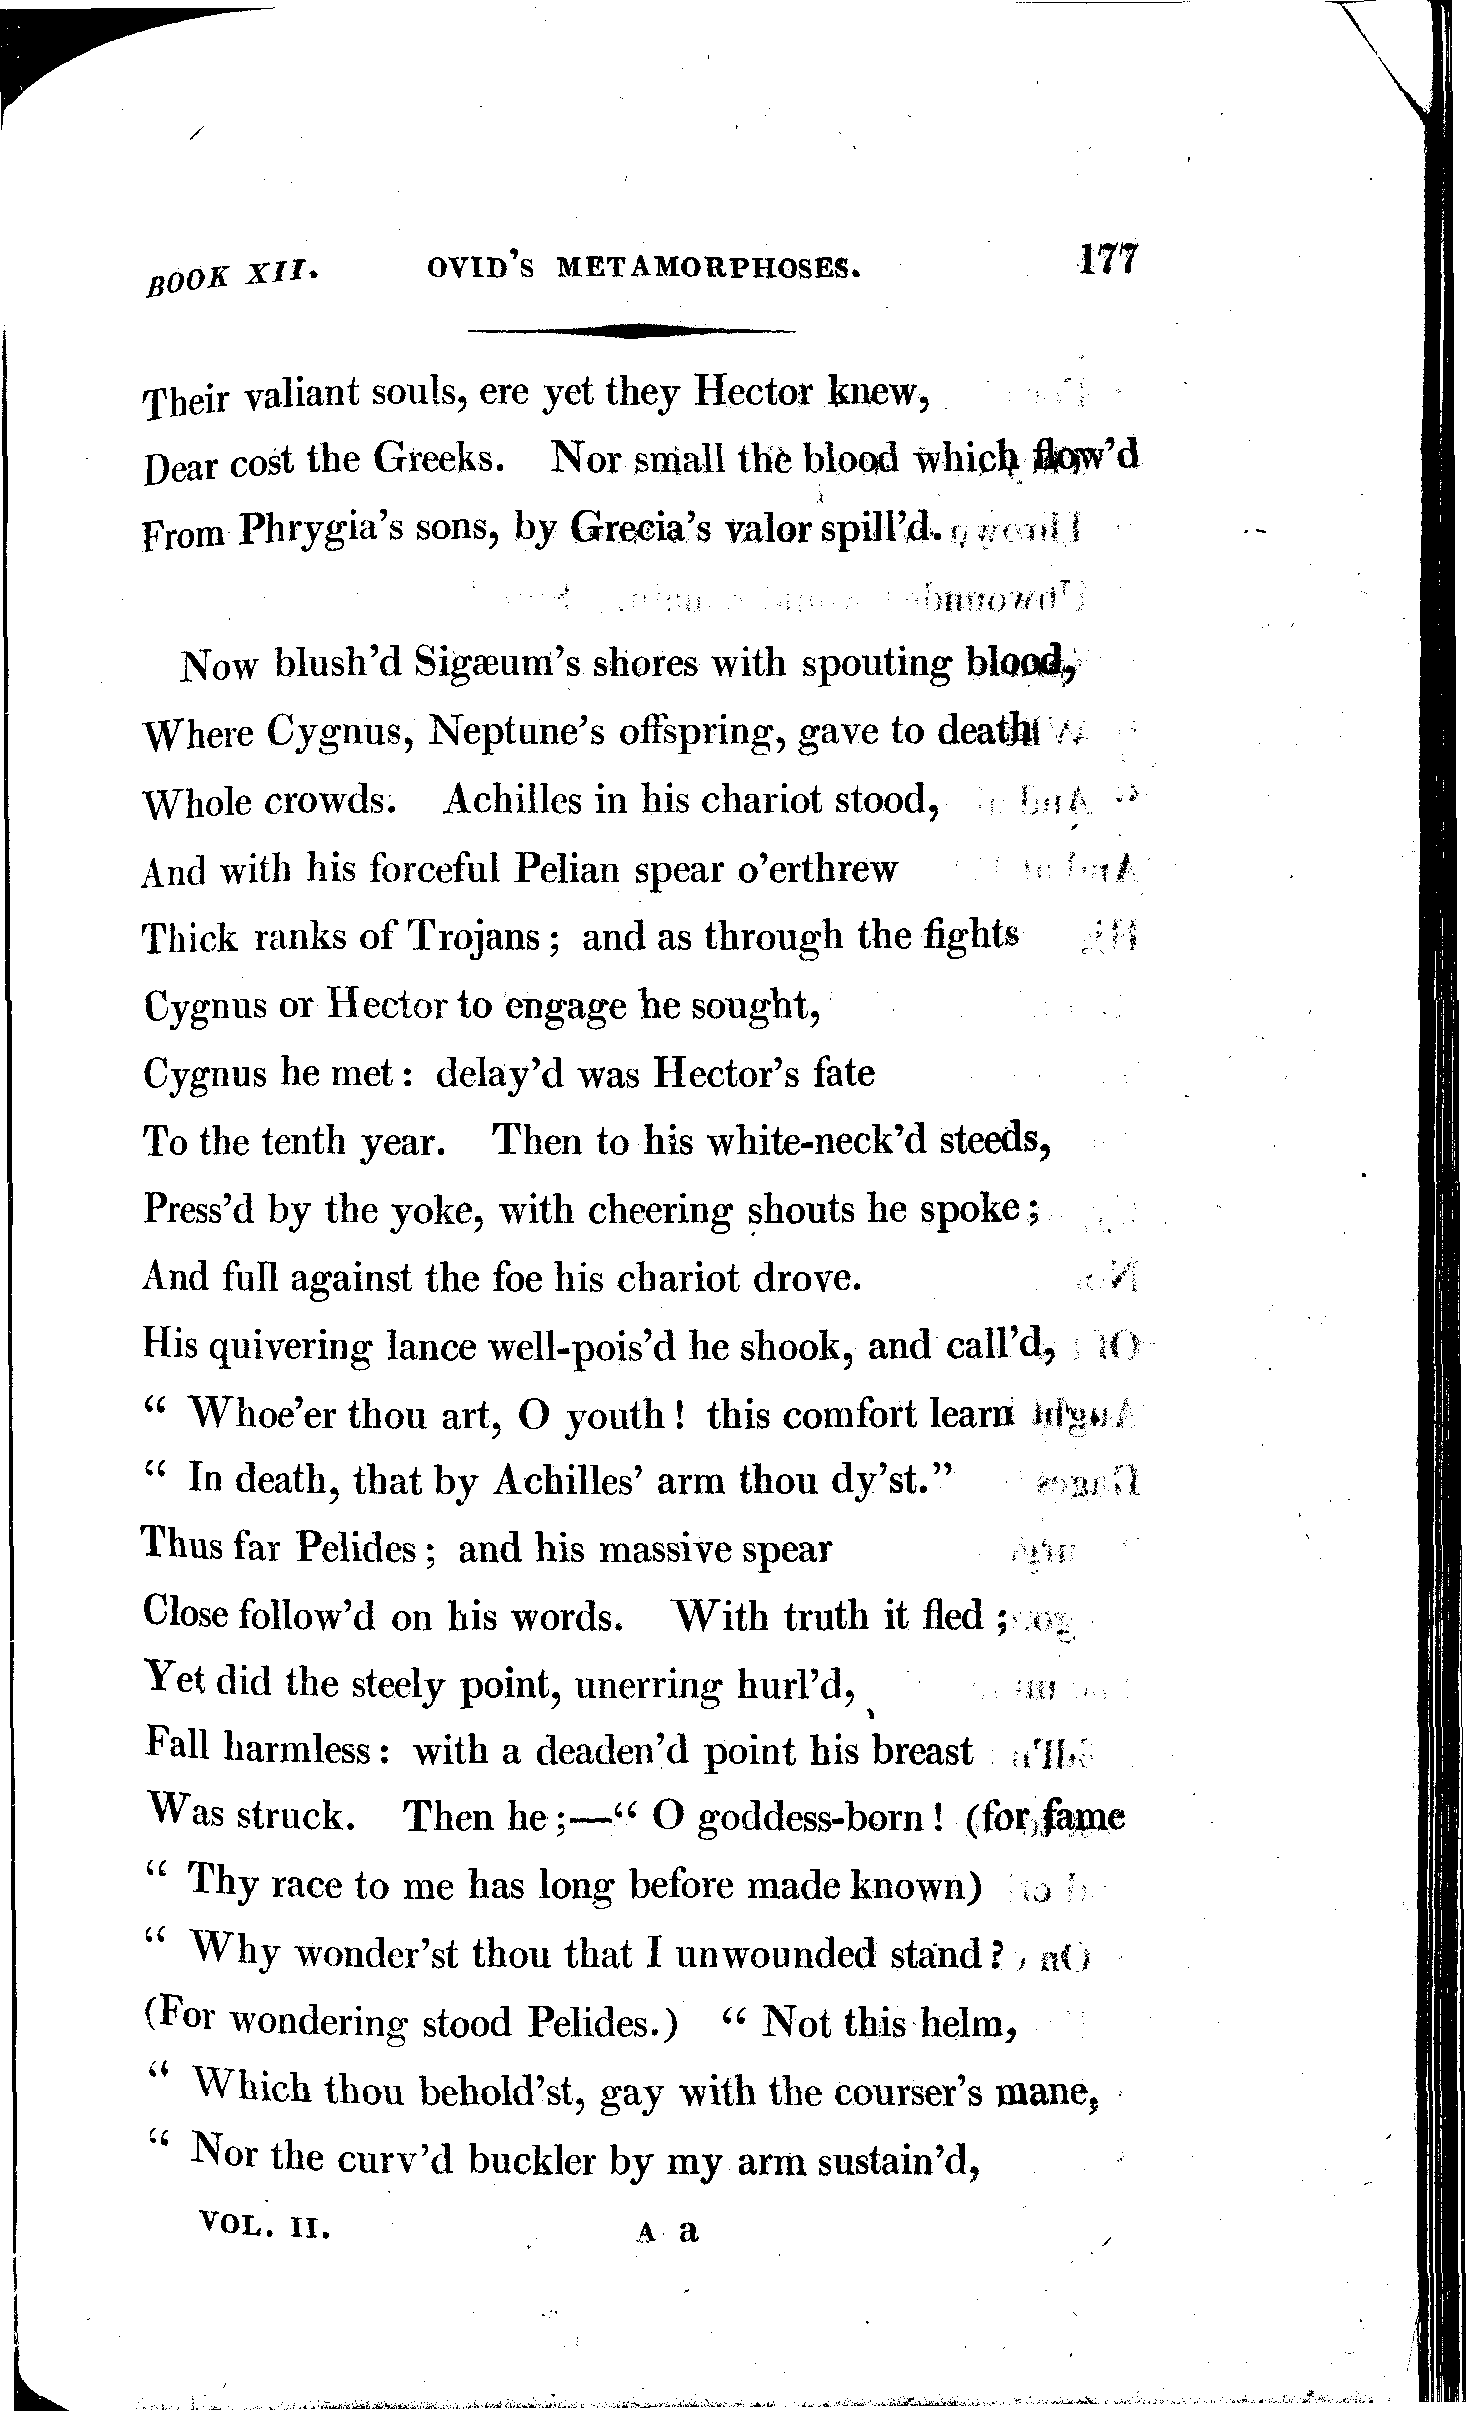 BOOK XII. OVID'S METAMORPHOSES. 177
Their valiant souls, ere yet they Hector knew,
Dear cost the Greeks. Nor small the blood which flow'd
From Phrygia's sons, by Grecia's valor spill'd.
Now blush'd Sigæum's shores with spouting blood,
Where Cygnus, Neptune's offspring, gave to death
Whole crowds. Achilles in his chariot stood,
And with his forceful Pelian spear o'erthrew
Thick ranks of Trojans; and as through the fights
Cygnus or Hector to engage he sought,
Cygnus he met: delay'd was Hector's fate
To the tenth year. Then to his white-neck'd steeds,
Press'd by the yoke, with cheering shouts he spoke;
And full against the foe his chariot drove.
His quivering lance well-pois'd he shook, and call'd,
" Whoe'er thou art, O youth! this comfort learn
" In death, that by Achilles' arm thou dy'st."
Thus far Pelides; and his massive spear
Close follow'd on his words. With truth it fled;
Yet did the steely point, unerring hurl'd,
Fall harmless: with a deaden'd point his breast
Was struck. Then he;—" O goddess-born! (for fame
" Thy race to me has long before made known)
" Why wonder'st thou that I unwounded stand?
(For wondering stood Pelides.) " Not this helm,
" Which thou behold'st, gay with the courser's mane,
" Nor the curv'd buckler by my arm sustain'd,
VOL. II. A a